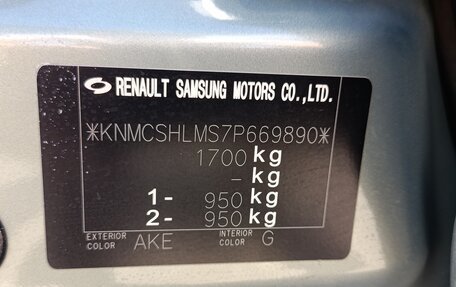 RENAULT SAMSUNG MOTORS CO.,LTD.
*KNMCSHLMS7P669890*
1700 kg
- kg
1- 950 kg
2- 950 kg
EXTERIOR COLOR AKE INTERIOR COLOR G